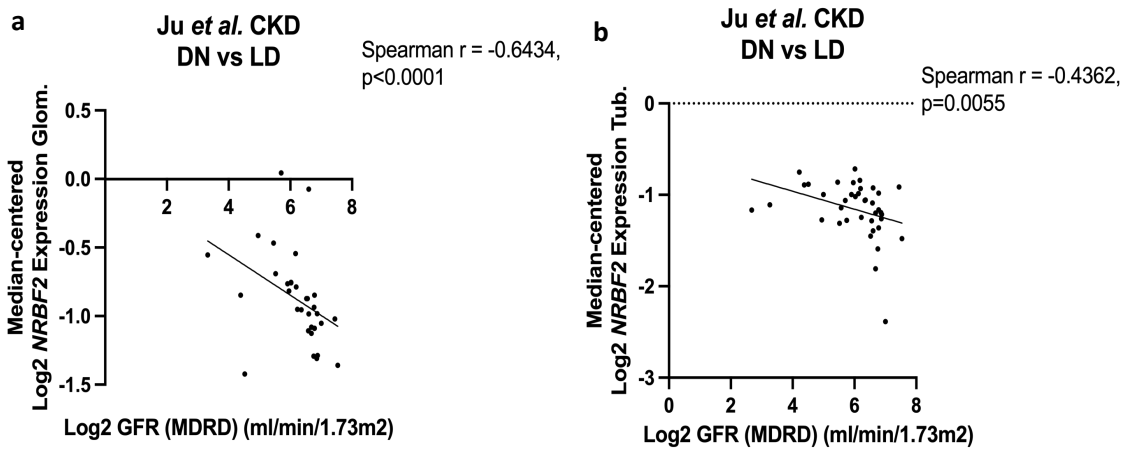 a
Ju et al. CKD
DN vs LD
Spearman r = -0.6434,
p<0.0001
Median-centered
Log2 NRBF2 Expression Glom.
0.5
0.0
-0.5
-1.0
-1.5
2 4 6 8
Log2 GFR (MDRD) (ml/min/1.73m2)
b
Ju et al. CKD
DN vs LD
Spearman r = -0.4362,
p=0.0055
Median-centered
Log2 NRBF2 Expression Tub.
0
-1
-2
-3
0 2 4 6 8
Log2 GFR (MDRD) (ml/min/1.73m2)